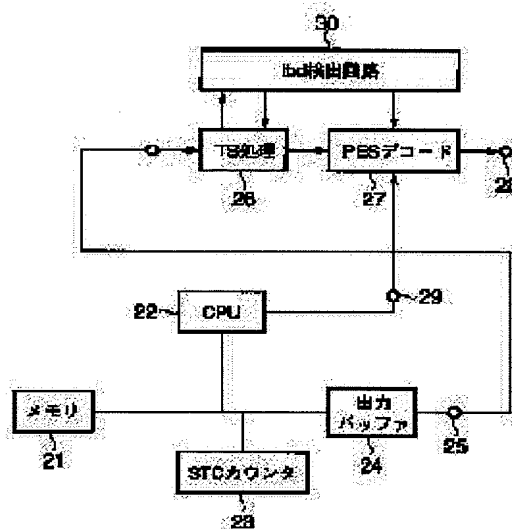 30
lbd検出回路
TS処理
PESデコード
26
27
28
22
CPU
29
メモリ
出力
バッファ
21
24
25
STCカウンタ
23